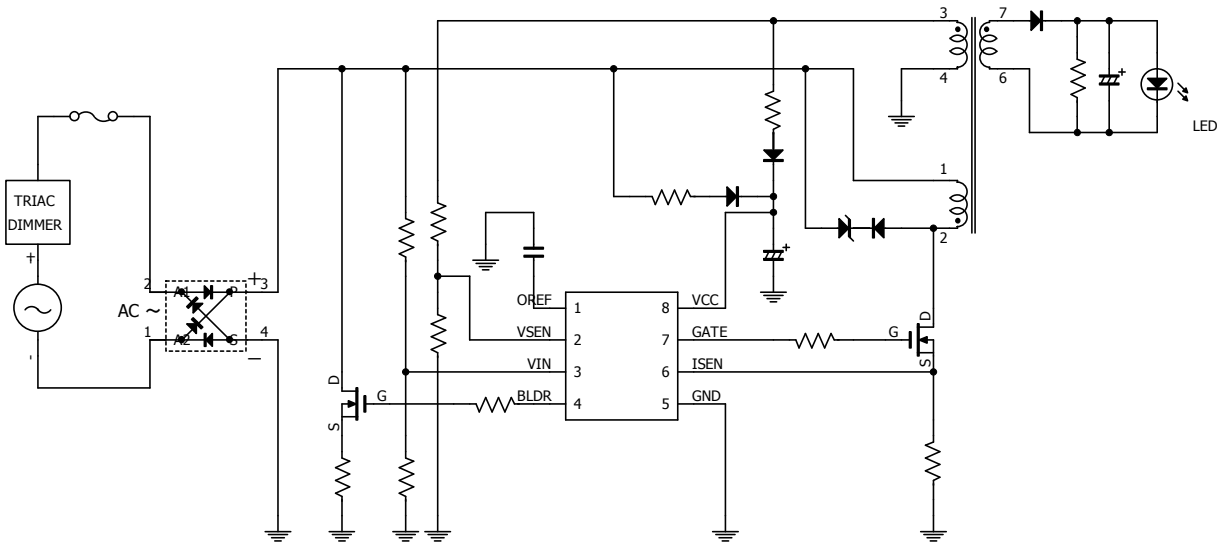 3
7
4
6
+
LED
TRIAC
DIMMER
+
-
1
2
+
AC ~
2
A1
P
3
+
1
A2
S
4
−
OREF
1
8
VCC
VSEN
2
7
GATE
VIN
3
6
ISEN
BLDR
4
5
GND
D
G
S
D
G
S